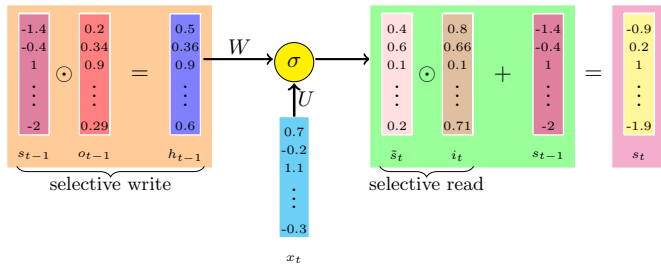 -1.4 0.2 0.5 0.4 0.8 -1.4 -0.9
-0.4 0.34 0.36 W 0.6 0.66 -0.4 0.2
1 ⊙ 0.9 = 0.9 σ 0.1 ⊙ 0.1 + 1 = 1
⋮ ⋮ ⋮ U ⋮ ⋮ ⋮ ⋮
-2 0.29 0.6 0.2 0.71 -2 -1.9
s_{t−1} o_{t−1} h_{t−1} s̃_t i_t s_{t−1} s_t
selective write selective read
0.7
-0.2
1.1
⋮
-0.3
x_t